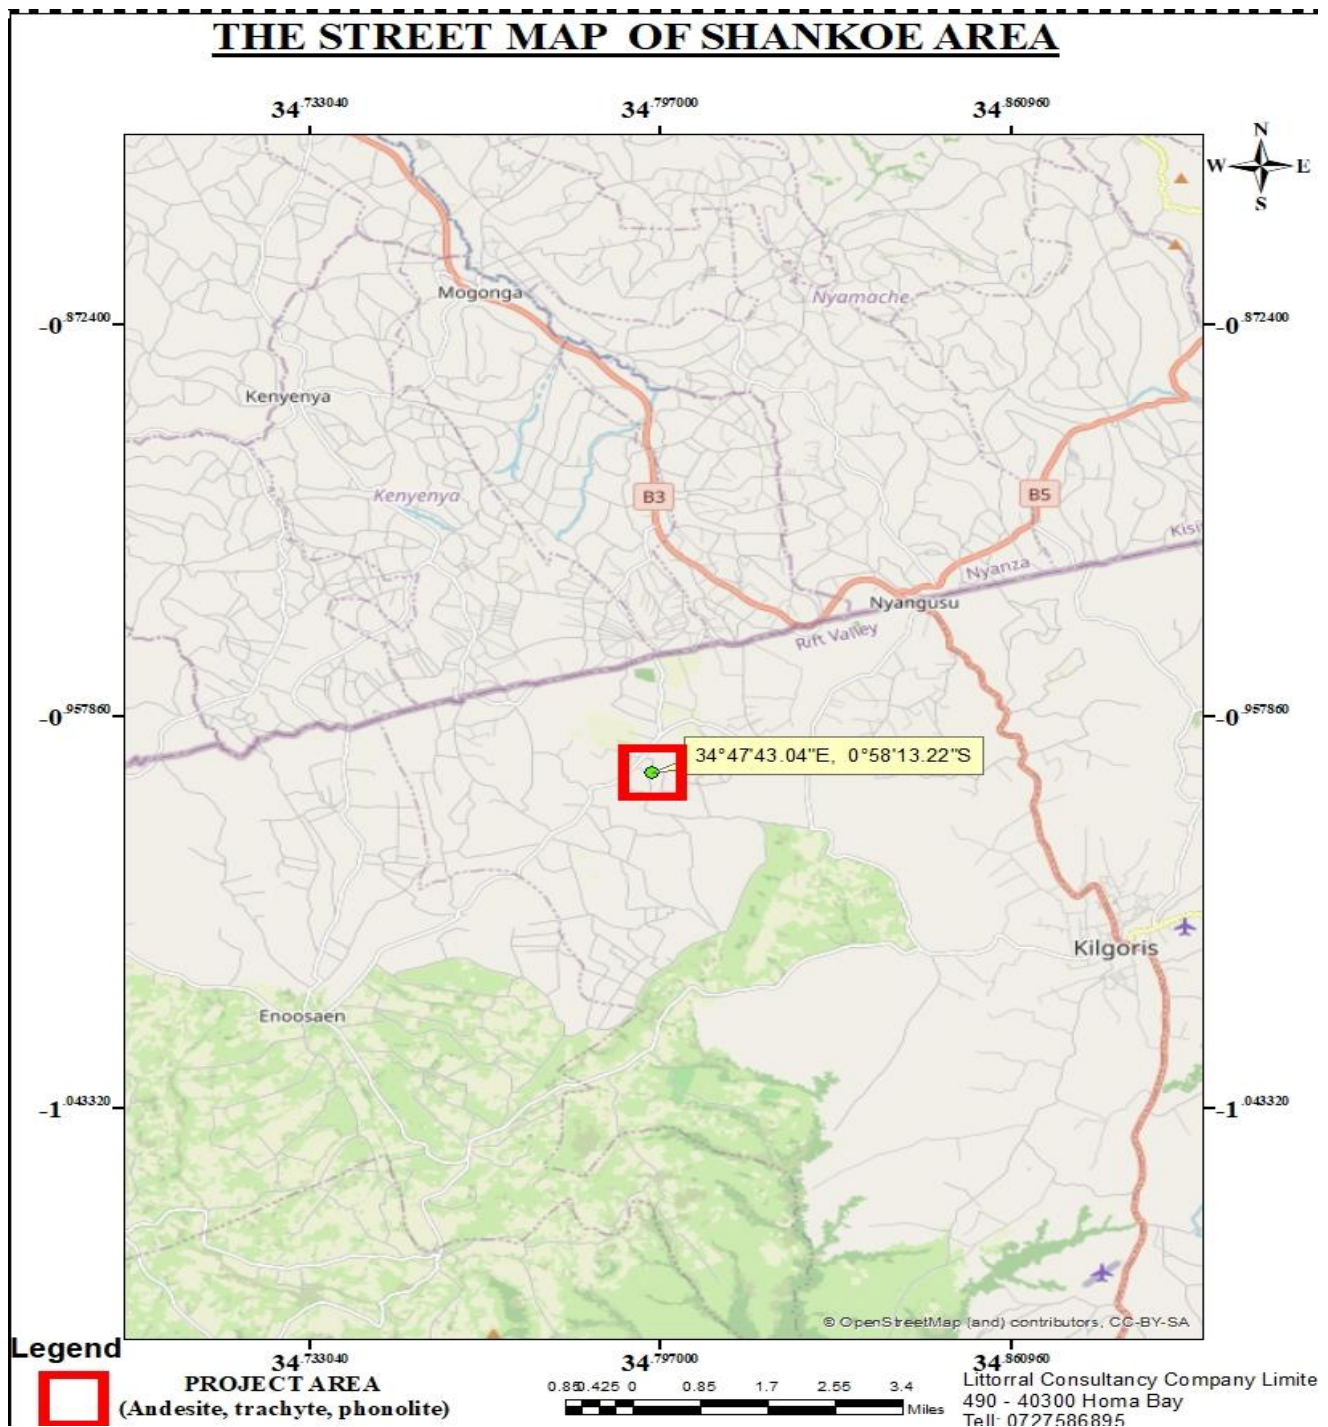 THE STREET MAP OF SHANKOE AREA
34.733040 34.797000 34.860960
N
W E
S
Mogonga
Nyamache
-0.872400 -0.872400
Kenyenya
Kenyenya
B3
B5
Nyanza
Nyangusu
Rift Valley
-0.957860 -0.957860
34°47'43.04"E, 0°58'13.22"S
Kilgoris
Enoosaen
-1.043320 -1.043320
© OpenStreetMap (and) contributors, CC-BY-SA
Legend
34.733040 34.797000 34.860960
PROJECT AREA
(Andesite, trachyte, phonolite)
0.85 0.425 0 0.85 1.7 2.55 3.4
Miles
Littorral Consultancy Company Limite
490 - 40300 Homa Bay
Tell: 0727586895